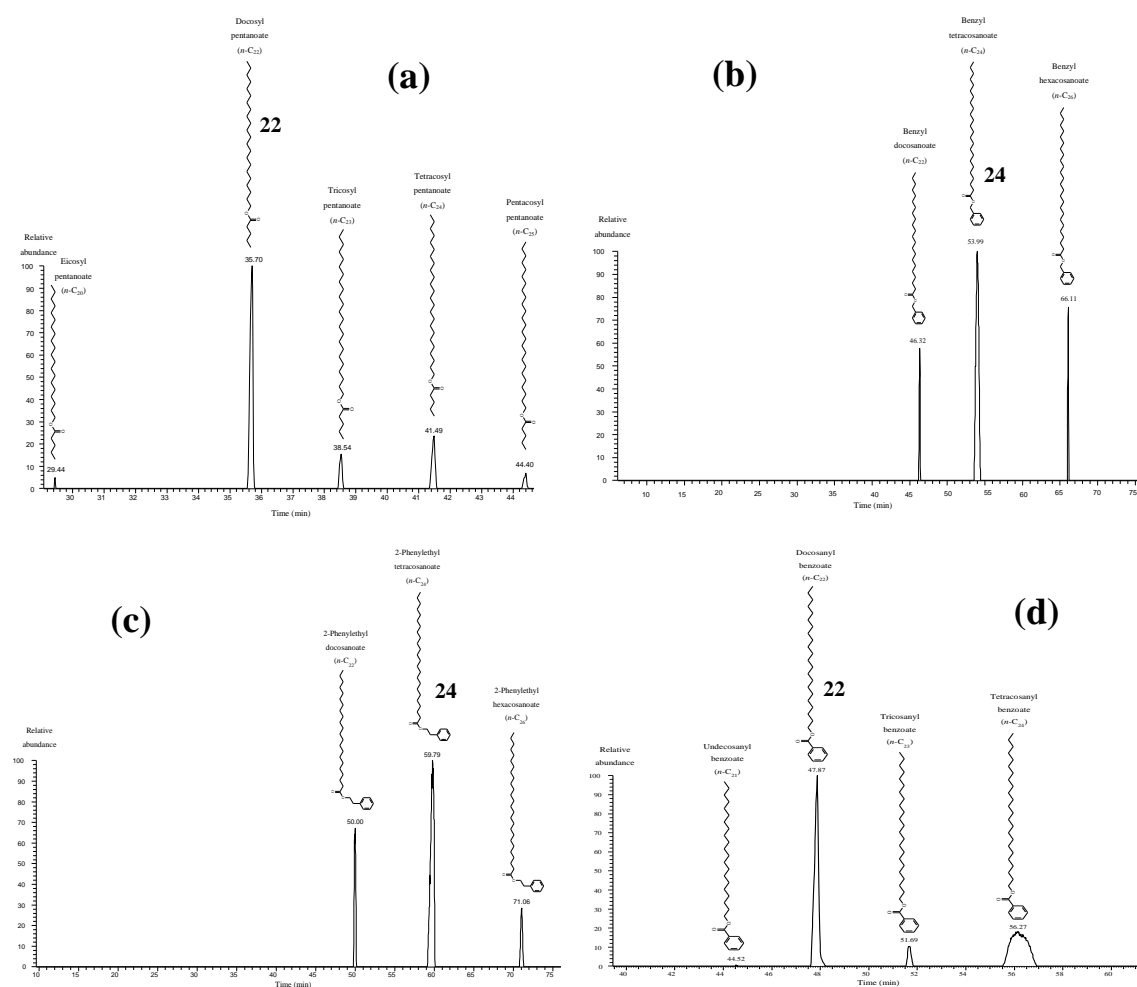 Docosyl
pentanoate
(n-C22)
(a)
22
Tricosyl
pentanoate
(n-C23)
Tetracosyl
pentanoate
(n-C24)
Pentacosyl
pentanoate
(n-C25)
Relative
abundance
Eicosyl
pentanoate
(n-C20)
35.70
29.44
38.54
41.49
44.40
100
90
80
70
60
50
40
30
20
10
0
30 31 32 33 34 35 36 37 38 39 40 41 42 43 44
Time (min)
Benzyl
tetracosanoate
(n-C24)
(b)
Benzyl
hexacosanoate
(n-C26)
Benzyl
docosanoate
(n-C22)
24
Relative
abundance
53.99
66.11
46.32
100
90
80
70
60
50
40
30
20
10
0
10 15 20 25 30 35 40 45 50 55 60 65 70 75
Time (min)
2-Phenylethyl
tetracosanoate
(n-C24)
(c)
2-Phenylethyl
docosanoate
(n-C22)
24
2-Phenylethyl
hexacosanoate
(n-C26)
Relative
abundance
59.79
50.00
71.06
100
90
80
70
60
50
40
30
20
10
0
10 15 20 25 30 35 40 45 50 55 60 65 70 75
Time (min)
Docosanyl
benzoate
(n-C22)
(d)
22
Tetracosanyl
benzoate
(n-C24)
Tricosanyl
benzoate
(n-C23)
Relative
abundance
Undecosanyl
benzoate
(n-C21)
47.87
44.52
51.69
56.27
100
90
80
70
60
50
40
30
20
10
0
40 42 44 46 48 50 52 54 56 58 60
Time (min)